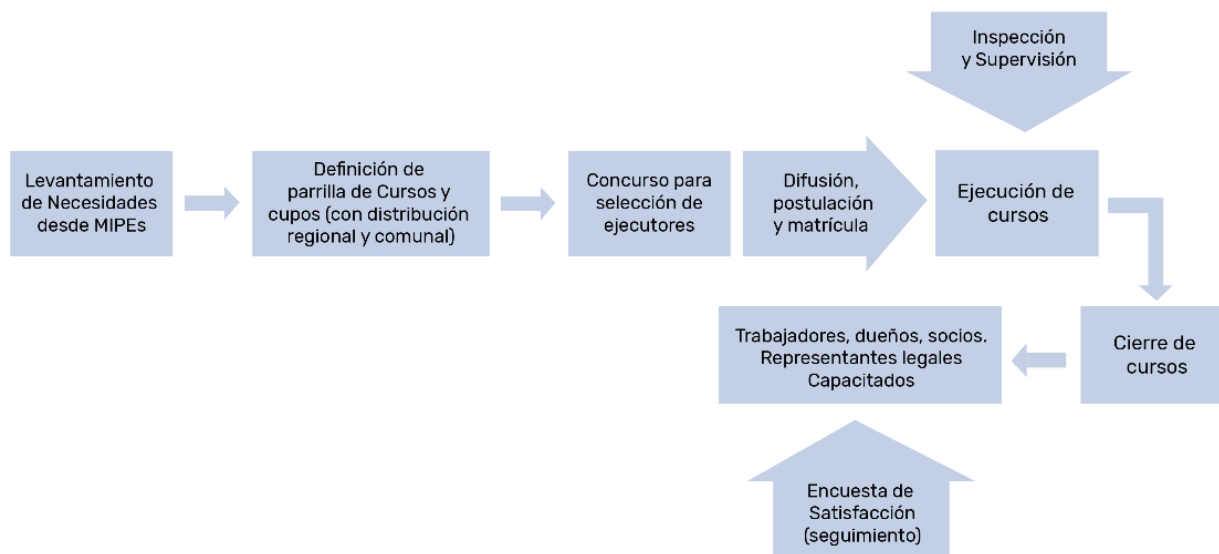 Inspección
y Supervisión
Levantamiento
de Necesidades
desde MIPEs
Definición de
parrilla de Cursos y
cupos (con distribución
regional y comunal)
Concurso para
selección de
ejecutores
Difusión,
postulación
y matrícula
Ejecución de
cursos
Cierre de
cursos
Trabajadores, dueños, socios.
Representantes legales
Capacitados
Encuesta de
Satisfacción
(seguimiento)